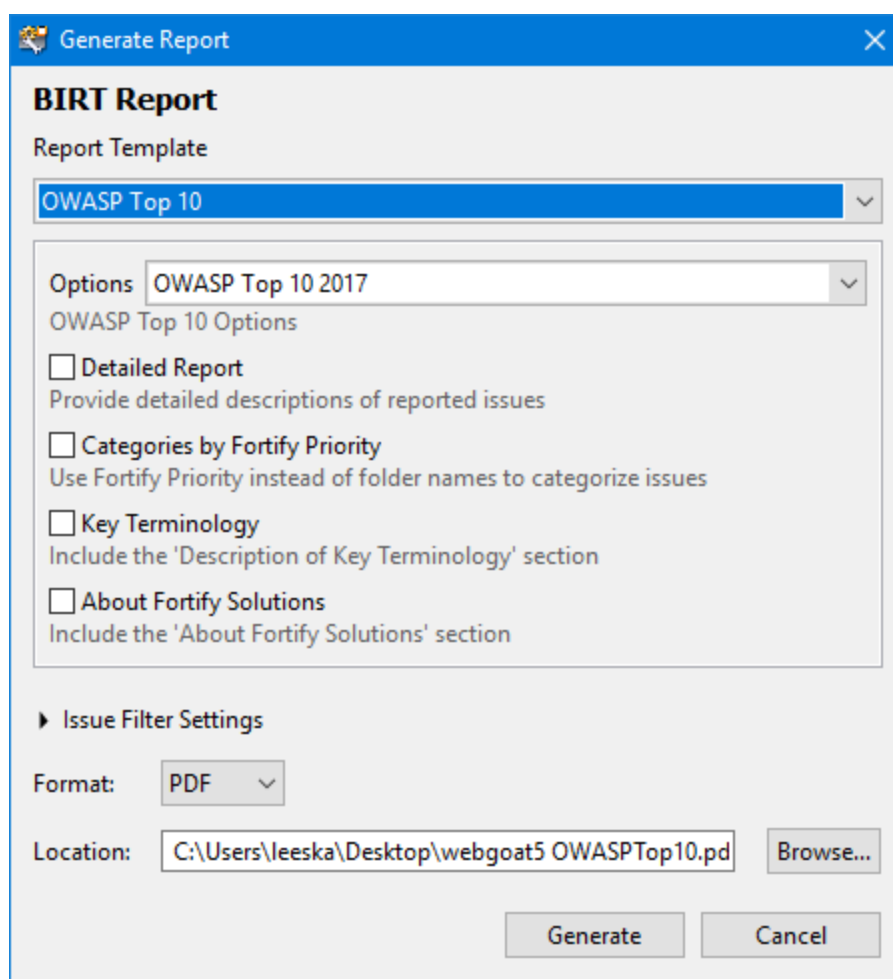 Generate Report
BIRT Report
Report Template
OWASP Top 10
Options OWASP Top 10 2017
OWASP Top 10 Options
Detailed Report
Provide detailed descriptions of reported issues
Categories by Fortify Priority
Use Fortify Priority instead of folder names to categorize issues
Key Terminology
Include the 'Description of Key Terminology' section
About Fortify Solutions
Include the 'About Fortify Solutions' section
Issue Filter Settings
Format: PDF
Location: C:\Users\leeska\Desktop\webgoat5 OWASPTop10.pd Browse...
Generate Cancel